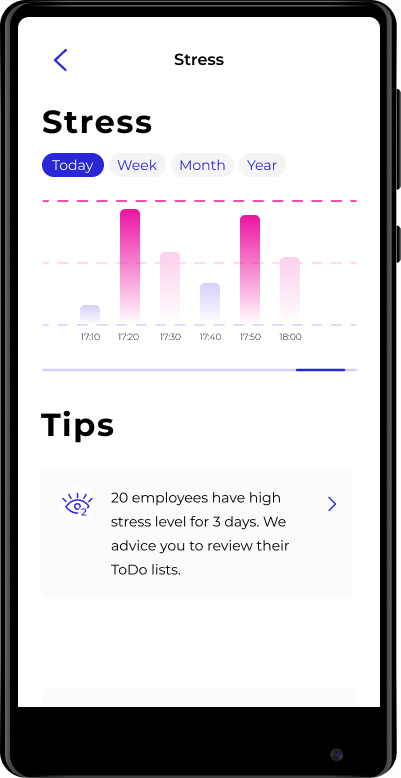 Stress
Stress
Today Week Month Year
17:10 17:20 17:30 17:40 17:50 18:00
Tips
20 employees have high
stress level for 3 days. We
advice you to review their
ToDo lists.
2